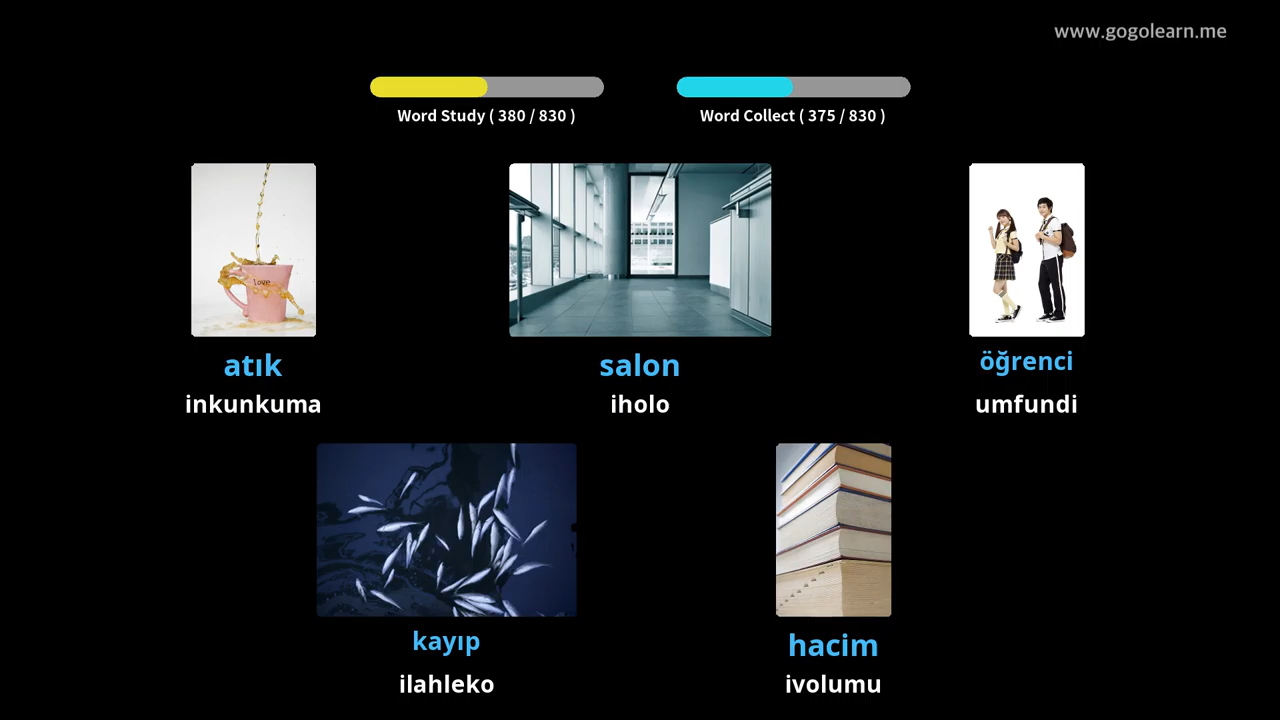 www.gogolearn.me
Word Study ( 380 / 830 )
Word Collect ( 375 / 830 )
love
atık
inkunkuma
salon
iholo
öğrenci
umfundi
kayıp
ilahleko
hacim
ivolumu